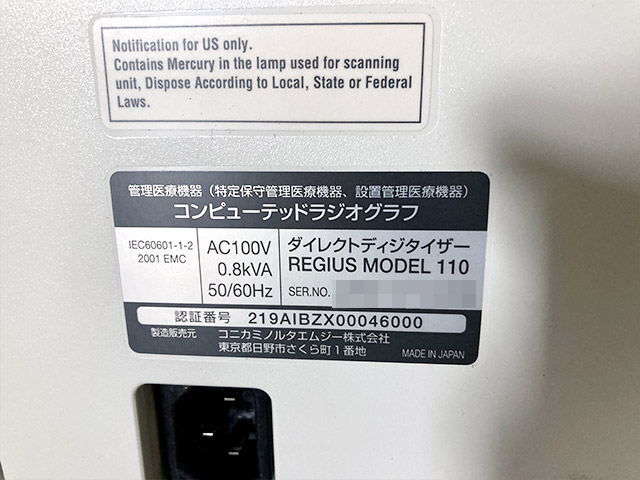 Notification for US only.
Contains Mercury in the lamp used for scanning
unit, Dispose According to Local, State or Federal
Laws.
管理医療機器（特定保守管理医療機器、設置管理医療機器）
コンピューテッドラジオグラフ
IEC60601-1-2
2001 EMC
AC100V
0.8kVA
50/60Hz
ダイレクトディジタイザー
REGIUS MODEL 110
SER.NO.
認証番号 219AIBZX00046000
製造販売元 コニカミノルタエムジー株式会社
東京都日野市さくら町1番地
MADE IN JAPAN